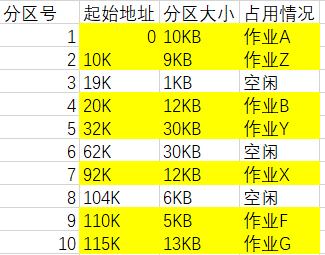 分区号 起始地址 分区大小 占用情况
1 0 10KB 作业A
2 10K 9KB 作业Z
3 19K 1KB 空闲
4 20K 12KB 作业B
5 32K 30KB 作业Y
6 62K 30KB 空闲
7 92K 12KB 作业X
8 104K 6KB 空闲
9 110K 5KB 作业F
10 115K 13KB 作业G